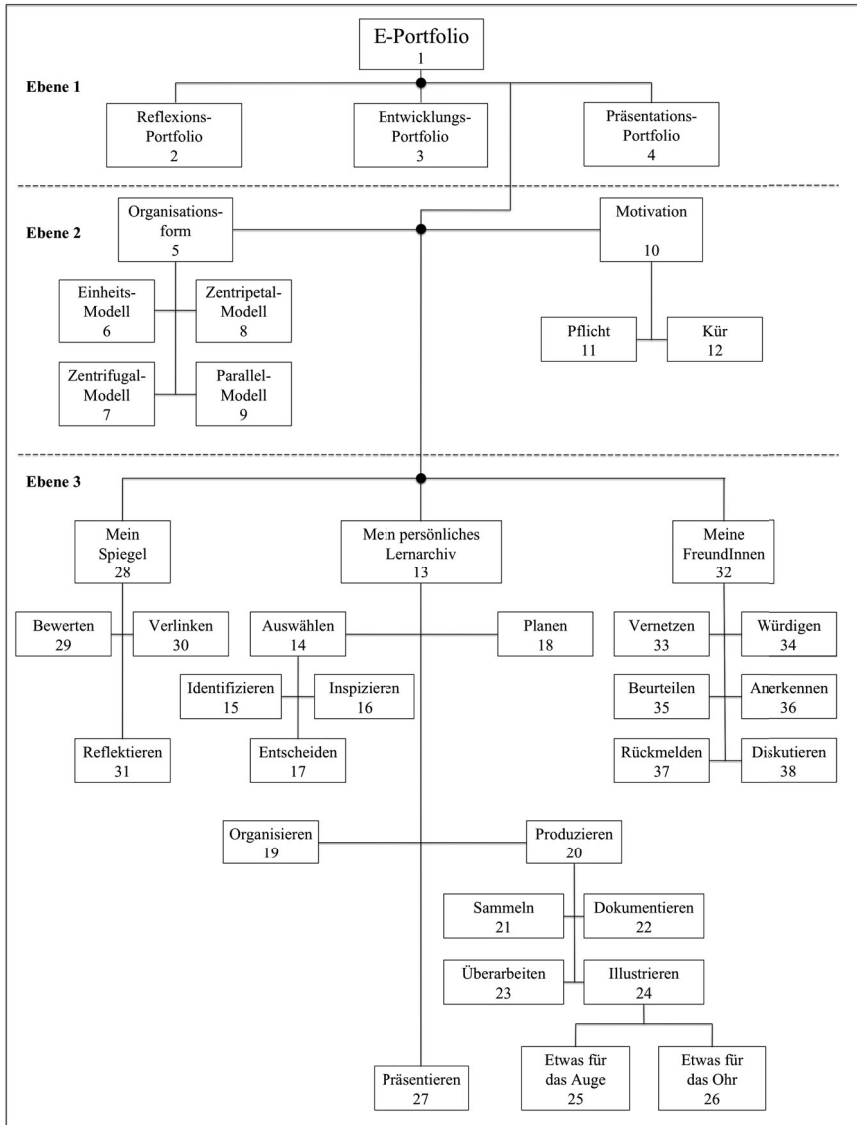 E-Portfolio
1
Ebene 1
Reflexions-
Portfolio
2
Entwicklungs-
Portfolio
3
Präsentations-
Portfolio
4
Ebene 2
Organisations-
form
5
Motivation
10
Einheits-
Modell
6
Zentripetal-
Modell
8
Pflicht
11
Kür
12
Zentrifugal-
Modell
7
Parallel-
Modell
9
Ebene 3
Mein
Spiegel
28
Mein persönliches
Lernarchiv
13
Meine
FreundInnen
32
Bewerten
29
Verlinken
30
Auswählen
14
Planen
18
Vernetzen
33
Würdigen
34
Identifizieren
15
Inspizieren
16
Beurteilen
35
Anerkennen
36
Reflektieren
31
Entscheiden
17
Rückmelden
37
Diskutieren
38
Organisieren
19
Produzieren
20
Sammeln
21
Dokumentieren
22
Überarbeiten
23
Illustrieren
24
Präsentieren
27
Etwas für
das Auge
25
Etwas für
das Ohr
26